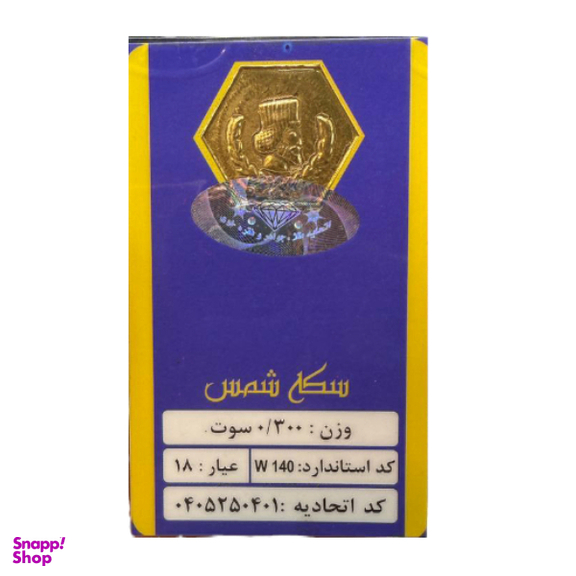 سکه شمس
وزن : ۰/۳۰۰ سوت
کد استاندارد: W 140
عیار : ۱۸
کد اتحادیه :۰۴۰۵۲۵۰۴۰۱
Snapp!
Shop